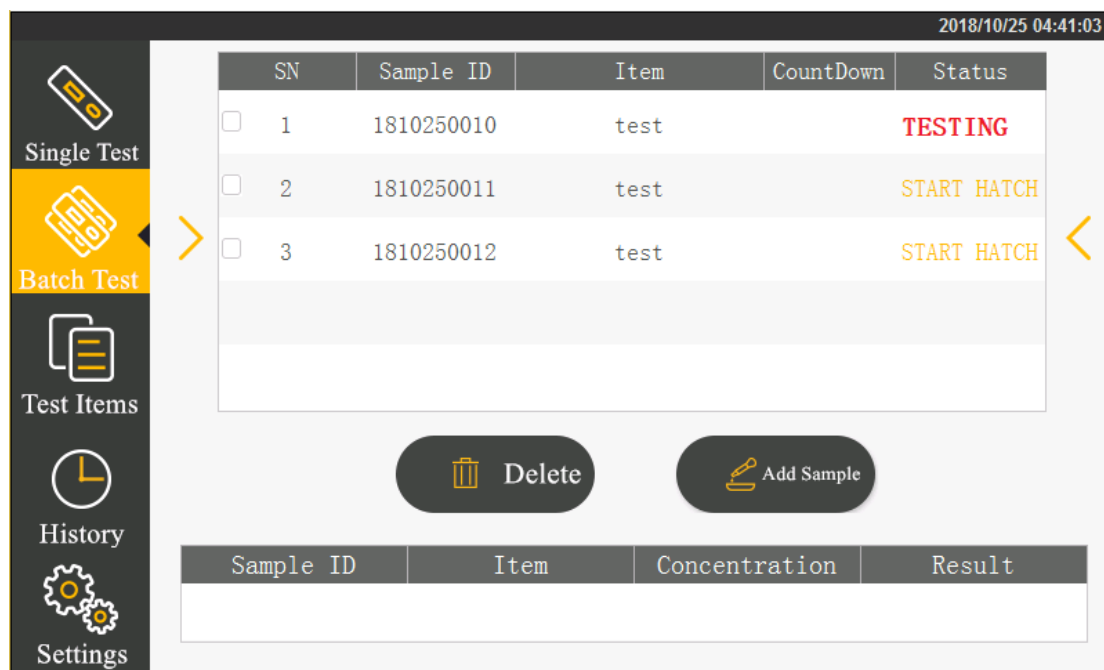 2018/10/25 04:41:03
Single Test
Batch Test
Test Items
History
Settings
SN Sample ID Item CountDown Status
1 1810250010 test TESTING
2 1810250011 test START HATCH
3 1810250012 test START HATCH
Delete
Add Sample
Sample ID Item Concentration Result